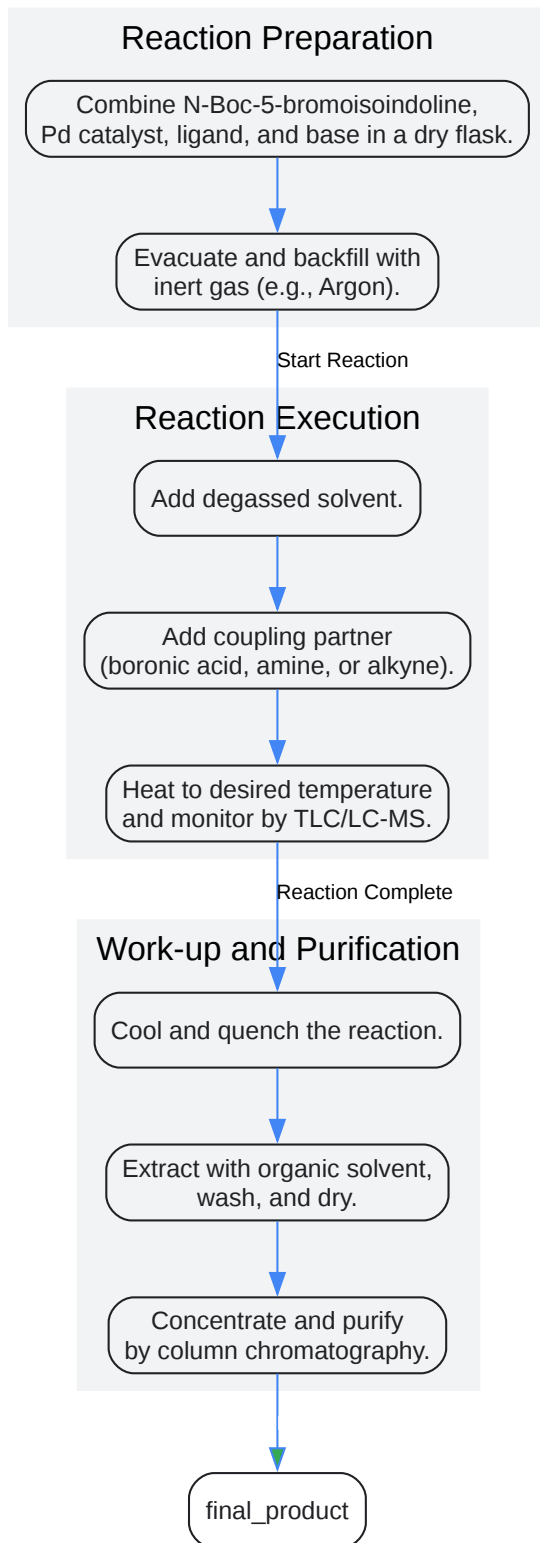 Reaction Preparation
Combine N-Boc-5-bromoisoindoline,
Pd catalyst, ligand, and base in a dry flask.
Evacuate and backfill with
inert gas (e.g., Argon).
Start Reaction
Reaction Execution
Add degassed solvent.
Add coupling partner
(boronic acid, amine, or alkyne).
Heat to desired temperature
and monitor by TLC/LC-MS.
Reaction Complete
Work-up and Purification
Cool and quench the reaction.
Extract with organic solvent,
wash, and dry.
Concentrate and purify
by column chromatography.
final_product